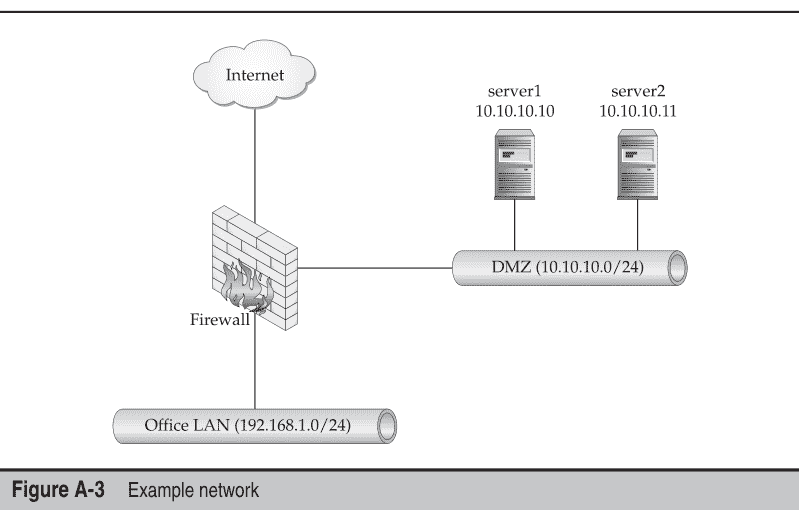 Internet
server1
10.10.10.10
server2
10.10.10.11
DMZ (10.10.10.0/24)
Firewall
Office LAN (192.168.1.0/24)
Figure A-3 Example network